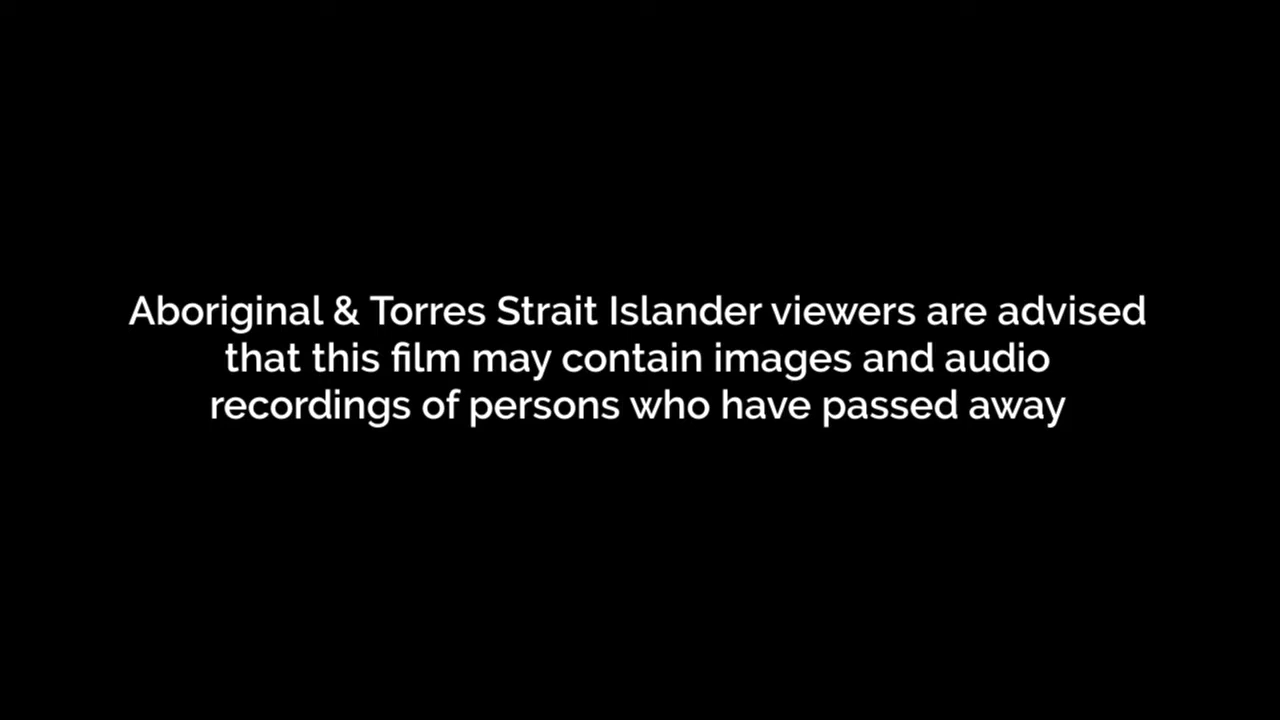 Aboriginal & Torres Strait Islander viewers are advised
that this film may contain images and audio
recordings of persons who have passed away